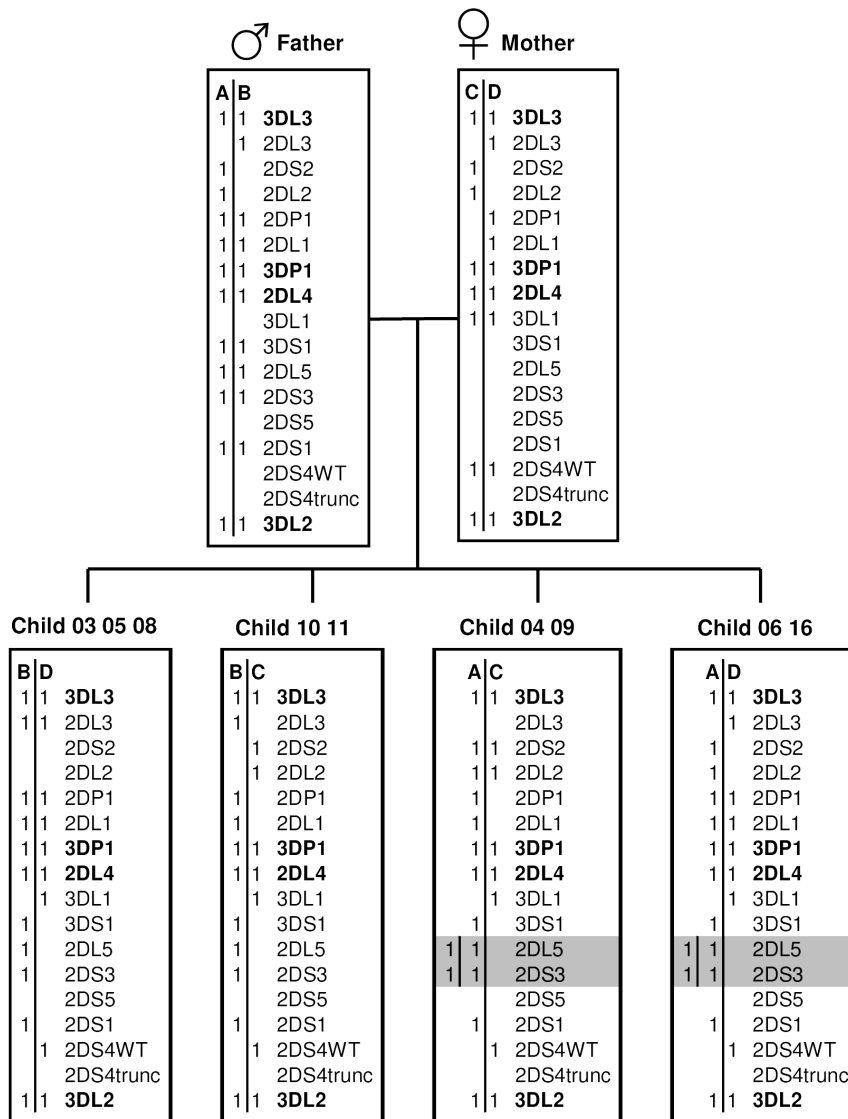 Father
A B
1 1 3DL3
1 2DL3
1 2DS2
1 2DL2
1 1 2DP1
1 1 2DL1
1 1 3DP1
1 1 2DL4
3DL1
1 1 3DS1
1 1 2DL5
1 1 2DS3
2DS5
1 1 2DS1
2DS4WT
2DS4trunc
1 1 3DL2
Mother
C D
1 1 3DL3
1 2DL3
1 2DS2
1 2DL2
1 2DP1
1 2DL1
1 1 3DP1
1 1 2DL4
1 1 3DL1
3DS1
2DL5
2DS3
2DS5
2DS1
1 1 2DS4WT
2DS4trunc
1 1 3DL2
Child 03 05 08
B D
1 1 3DL3
1 1 2DL3
2DS2
2DL2
1 1 2DP1
1 1 2DL1
1 1 3DP1
1 1 2DL4
1 3DL1
1 3DS1
1 2DL5
1 2DS3
2DS5
1 2DS1
1 2DS4WT
2DS4trunc
1 1 3DL2
Child 10 11
B C
1 1 3DL3
1 2DL3
1 2DS2
1 2DL2
1 2DP1
1 2DL1
1 1 3DP1
1 1 2DL4
1 3DL1
1 3DS1
1 2DL5
1 2DS3
2DS5
1 2DS1
1 2DS4WT
2DS4trunc
1 1 3DL2
Child 04 09
A C
1 1 3DL3
2DL3
1 1 2DS2
1 1 2DL2
1 2DP1
1 2DL1
1 1 3DP1
1 1 2DL4
1 3DL1
1 3DS1
1 1 2DL5
1 1 2DS3
2DS5
1 2DS1
1 2DS4WT
2DS4trunc
1 1 3DL2
Child 06 16
A D
1 1 3DL3
1 2DL3
1 2DS2
1 2DL2
1 1 2DP1
1 1 2DL1
1 1 3DP1
1 1 2DL4
1 3DL1
1 3DS1
1 1 2DL5
1 1 2DS3
2DS5
1 2DS1
1 2DS4WT
2DS4trunc
1 1 3DL2